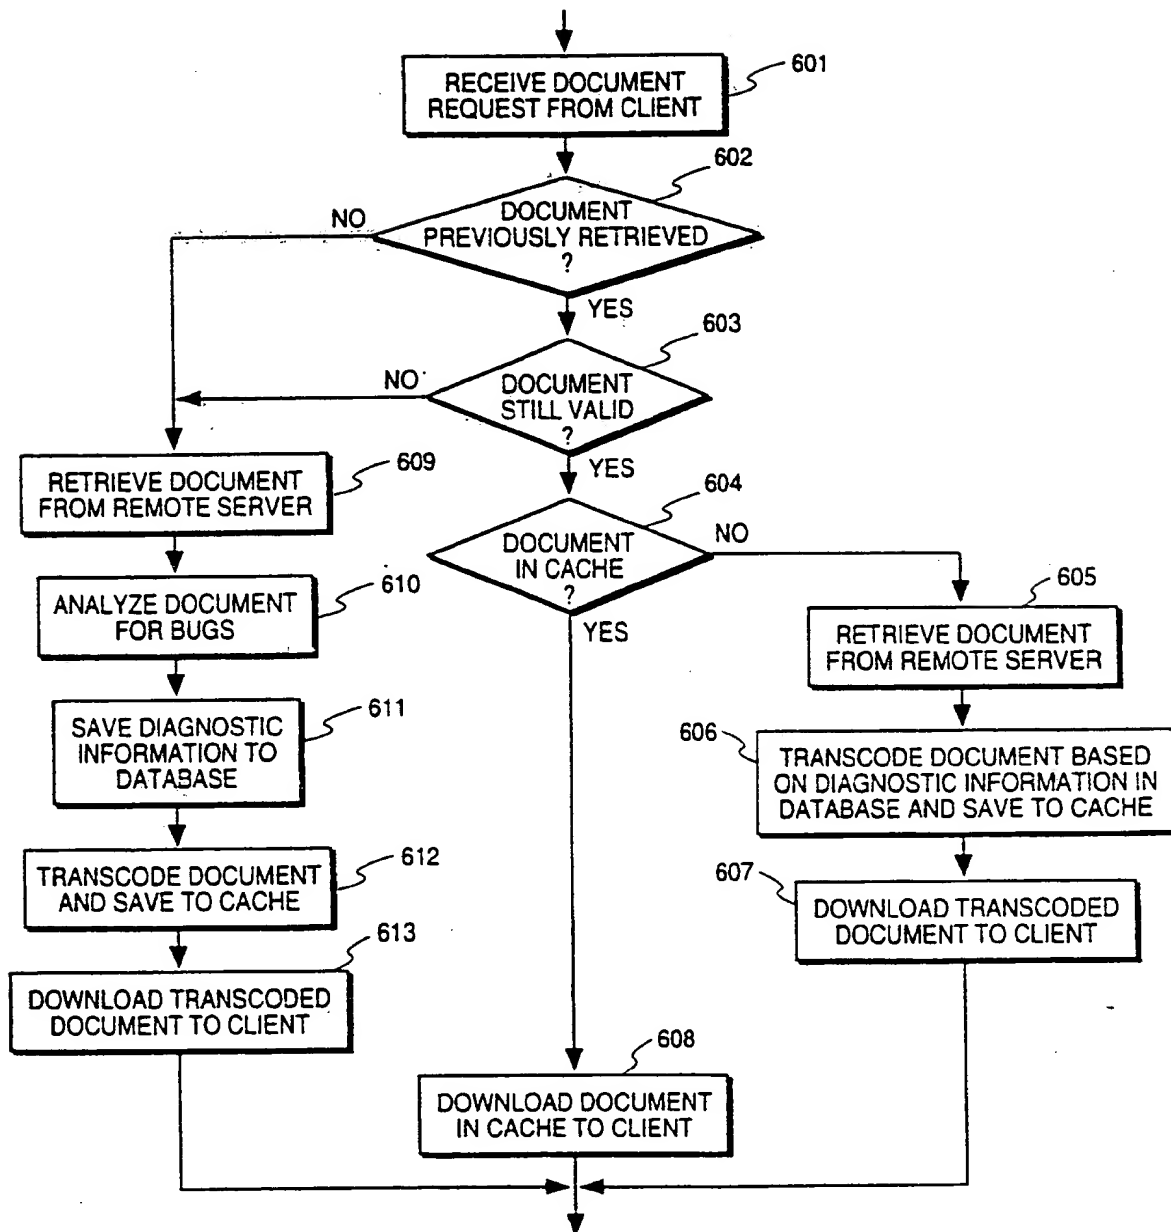 RECEIVE DOCUMENT
REQUEST FROM CLIENT
601
602
DOCUMENT
PREVIOUSLY RETRIEVED
?
NO
YES
603
DOCUMENT
STILL VALID
?
NO
YES
604
DOCUMENT
IN CACHE
?
NO
YES
RETRIEVE DOCUMENT
FROM REMOTE SERVER
609
ANALYZE DOCUMENT
FOR BUGS
610
SAVE DIAGNOSTIC
INFORMATION TO
DATABASE
611
TRANSCODE DOCUMENT
AND SAVE TO CACHE
612
613
DOWNLOAD TRANSCODED
DOCUMENT TO CLIENT
605
RETRIEVE DOCUMENT
FROM REMOTE SERVER
606
TRANSCODE DOCUMENT BASED
ON DIAGNOSTIC INFORMATION IN
DATABASE AND SAVE TO CACHE
607
DOWNLOAD TRANSCODED
DOCUMENT TO CLIENT
608
DOWNLOAD DOCUMENT
IN CACHE TO CLIENT